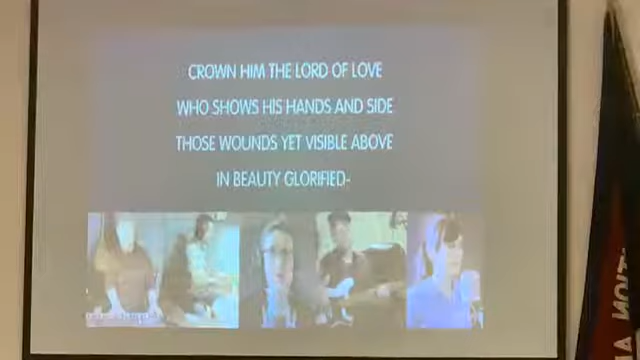 CROWN HIM THE LORD OF LOVE
WHO SHOWS HIS HANDS AND SIDE
THOSE WOUNDS YET VISIBLE ABOVE
IN BEAUTY GLORIFIED-